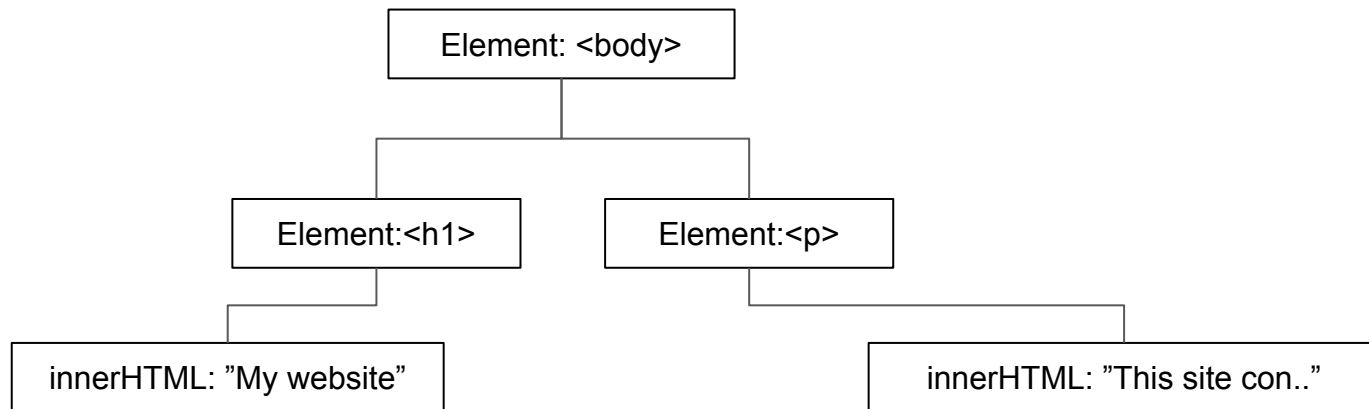 Element: <body>
Element:<h1>
Element:<p>
innerHTML: ”My website”
innerHTML: ”This site con..”